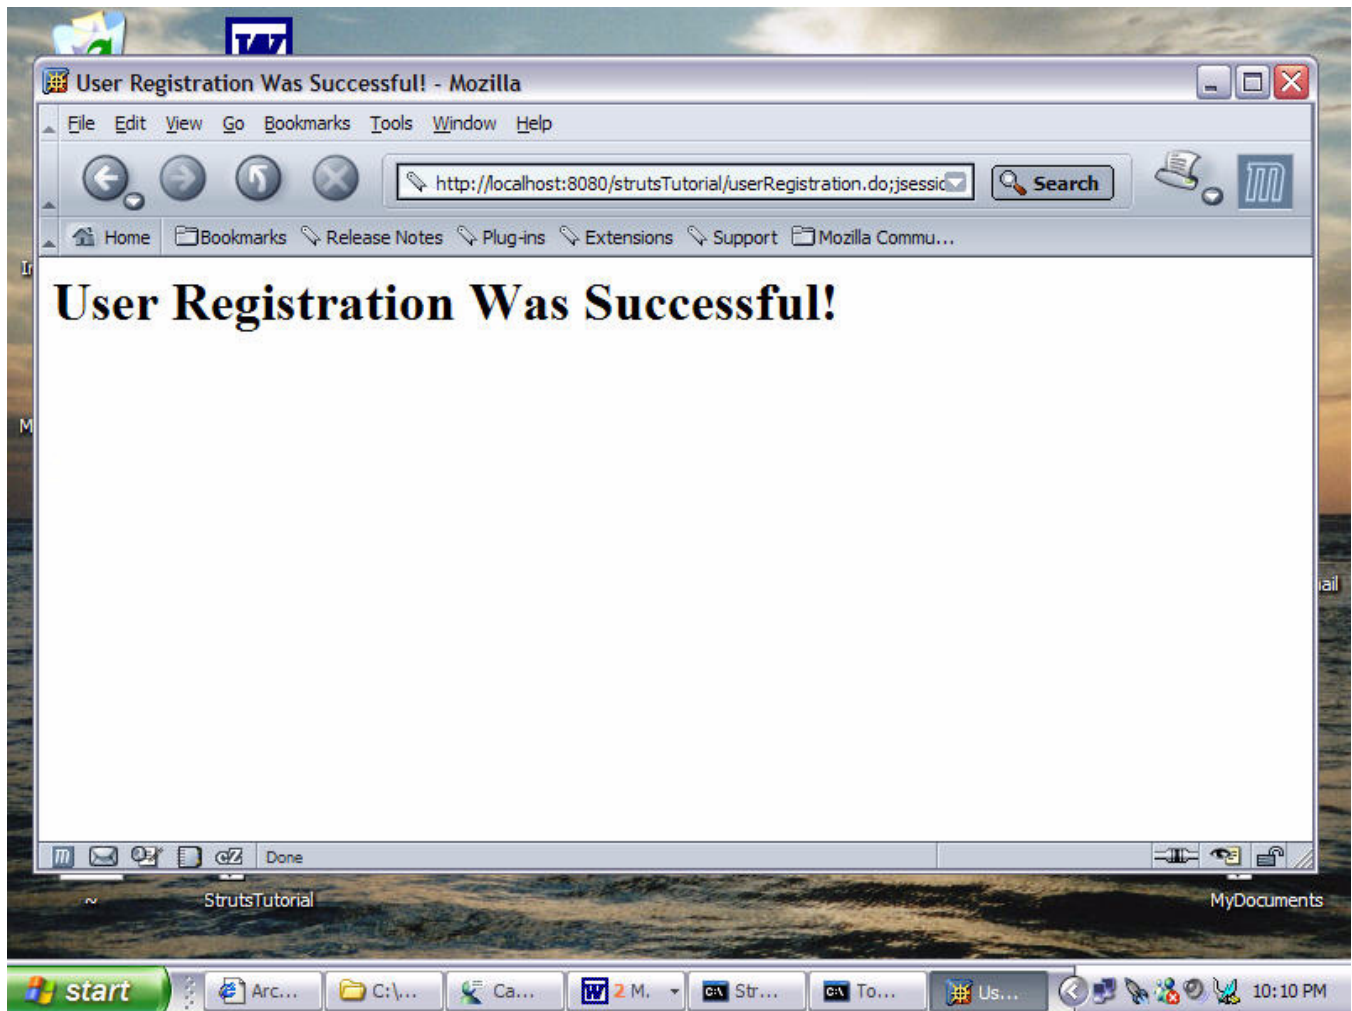 User Registration Was Successful! - Mozilla
File Edit View Go Bookmarks Tools Window Help
http://localhost:8080/strutsTutorial/userRegistration.do;jsessic
Search
Home Bookmarks Release Notes Plug-ins Extensions Support Mozilla Commu...
User Registration Was Successful!
Done
~ StrutsTutorial MyDocuments
start Arc... C:\... Ca... 2 M. Str... To... Us... 10:10 PM